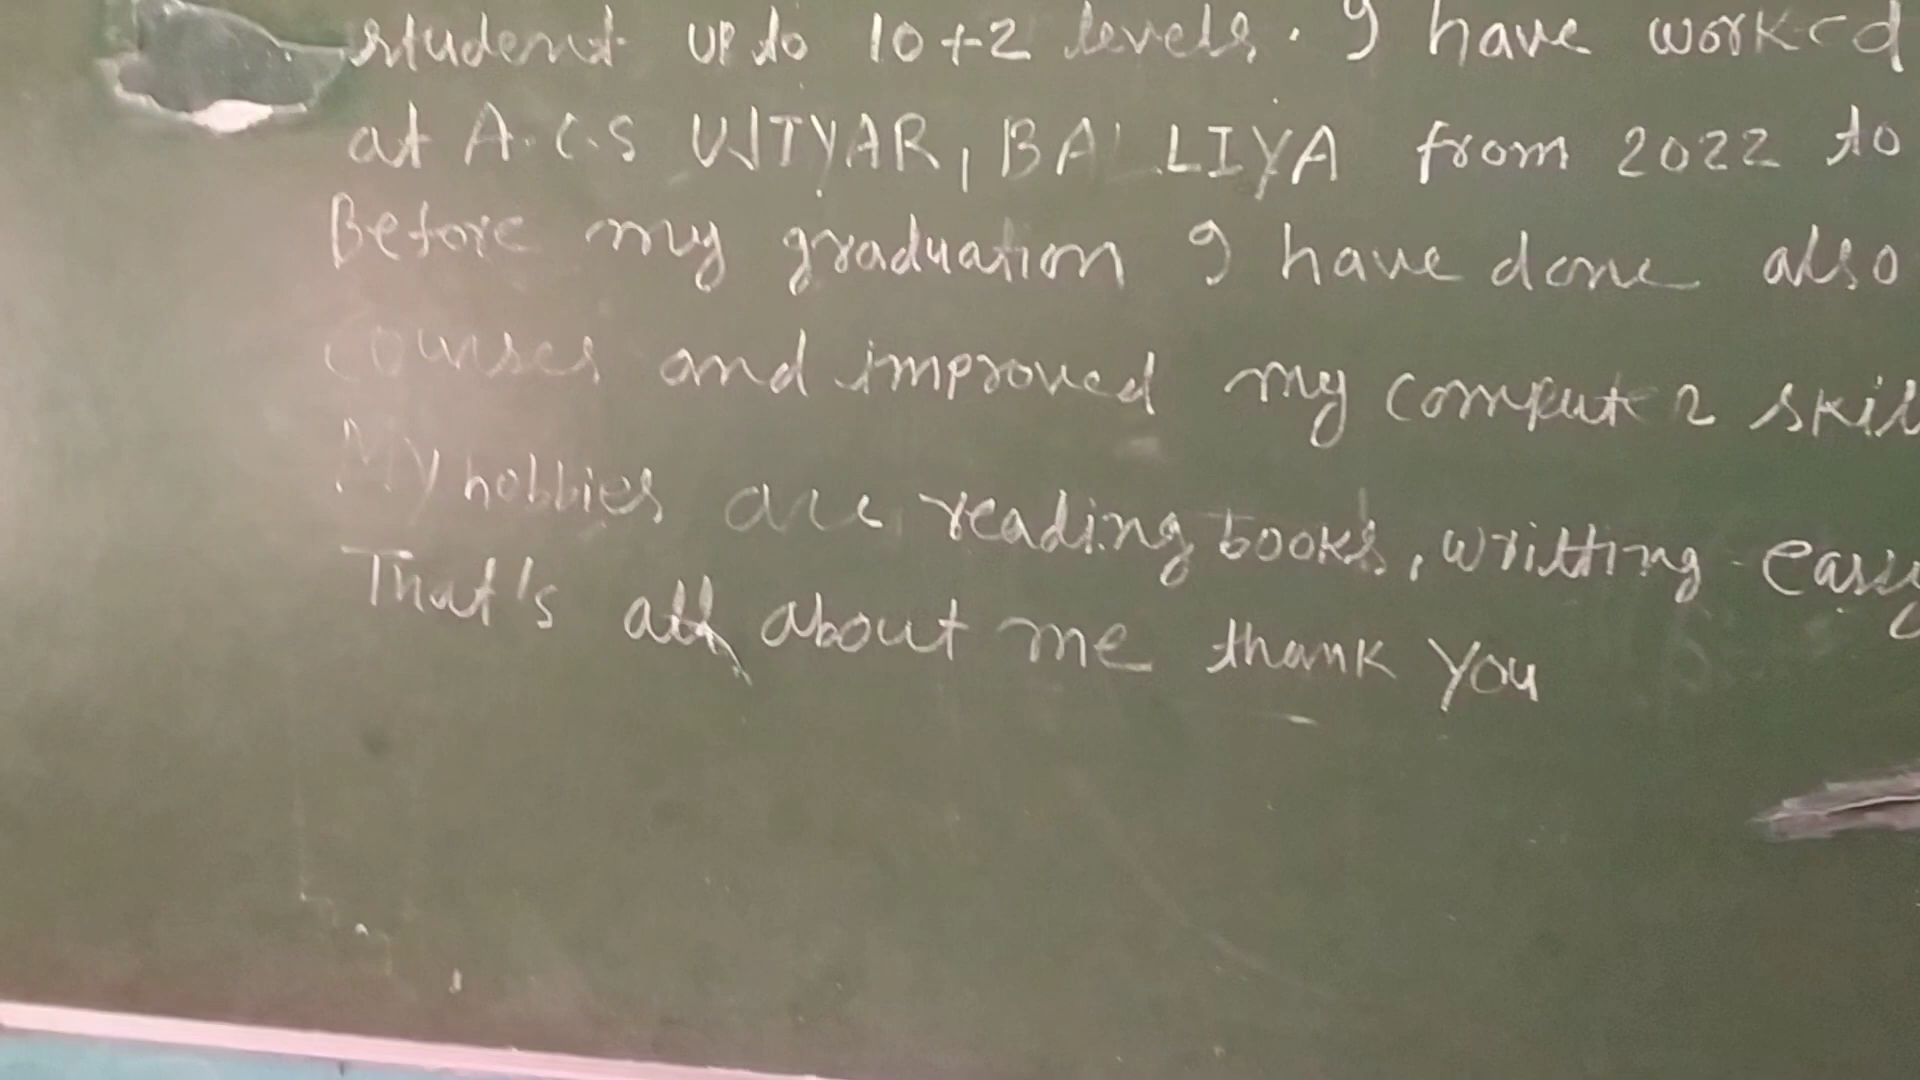 student up to 10+2 levels. I have worked
at A.C.S UJTYAR, BALLIYA from 2022 to
Before my graduation I have done also
courses and improved my computer skil
My hobbies are reading books, writting
That's all about me thank you